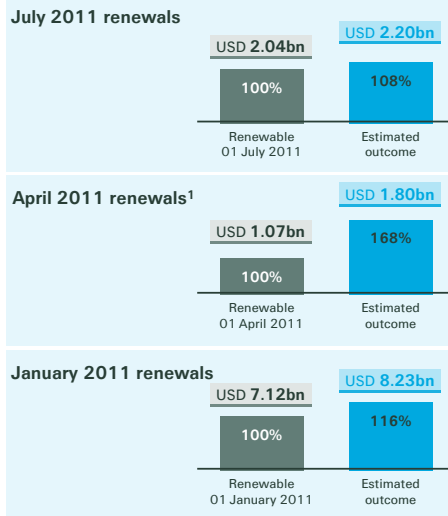 July 2011 renewals
USD 2.20bn
USD 2.04bn
100%
108%
Renewable
01 July 2011
Estimated
outcome
April 2011 renewals¹
USD 1.80bn
USD 1.07bn
168%
100%
Renewable
01 April 2011
Estimated
outcome
January 2011 renewals
USD 8.23bn
USD 7.12bn
116%
100%
Renewable
01 January 2011
Estimated
outcome